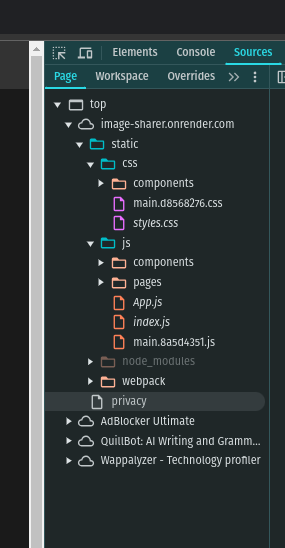 Elements Console Sources
Page Workspace Overrides
top
image-sharer.onrender.com
static
css
components
main.d8568276.css
styles.css
js
components
pages
App.js
index.js
main.8a5d4351.js
node_modules
webpack
privacy
AdBlocker Ultimate
QuillBot: AI Writing and Gramm...
Wappalyzer - Technology profiler